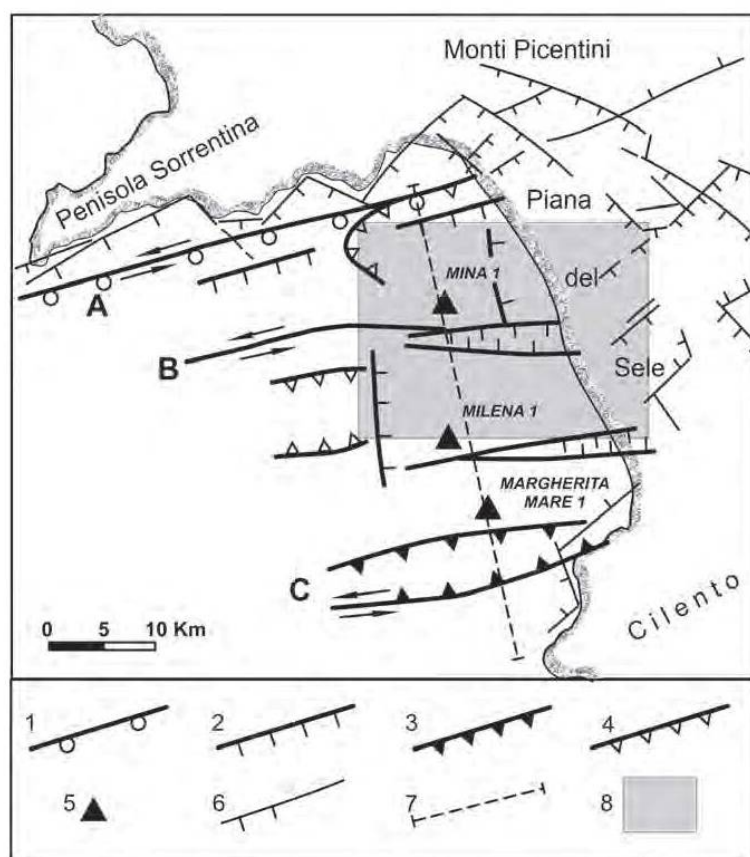 Monti Picentini
Penisola Sorrentina
Piana
MINA 1
del
A
B
Sele
MILENA 1
MARGHERITA
MARE 1
C
Cilento
0 5 10 Km
1 2 3 4
5 6 7 8